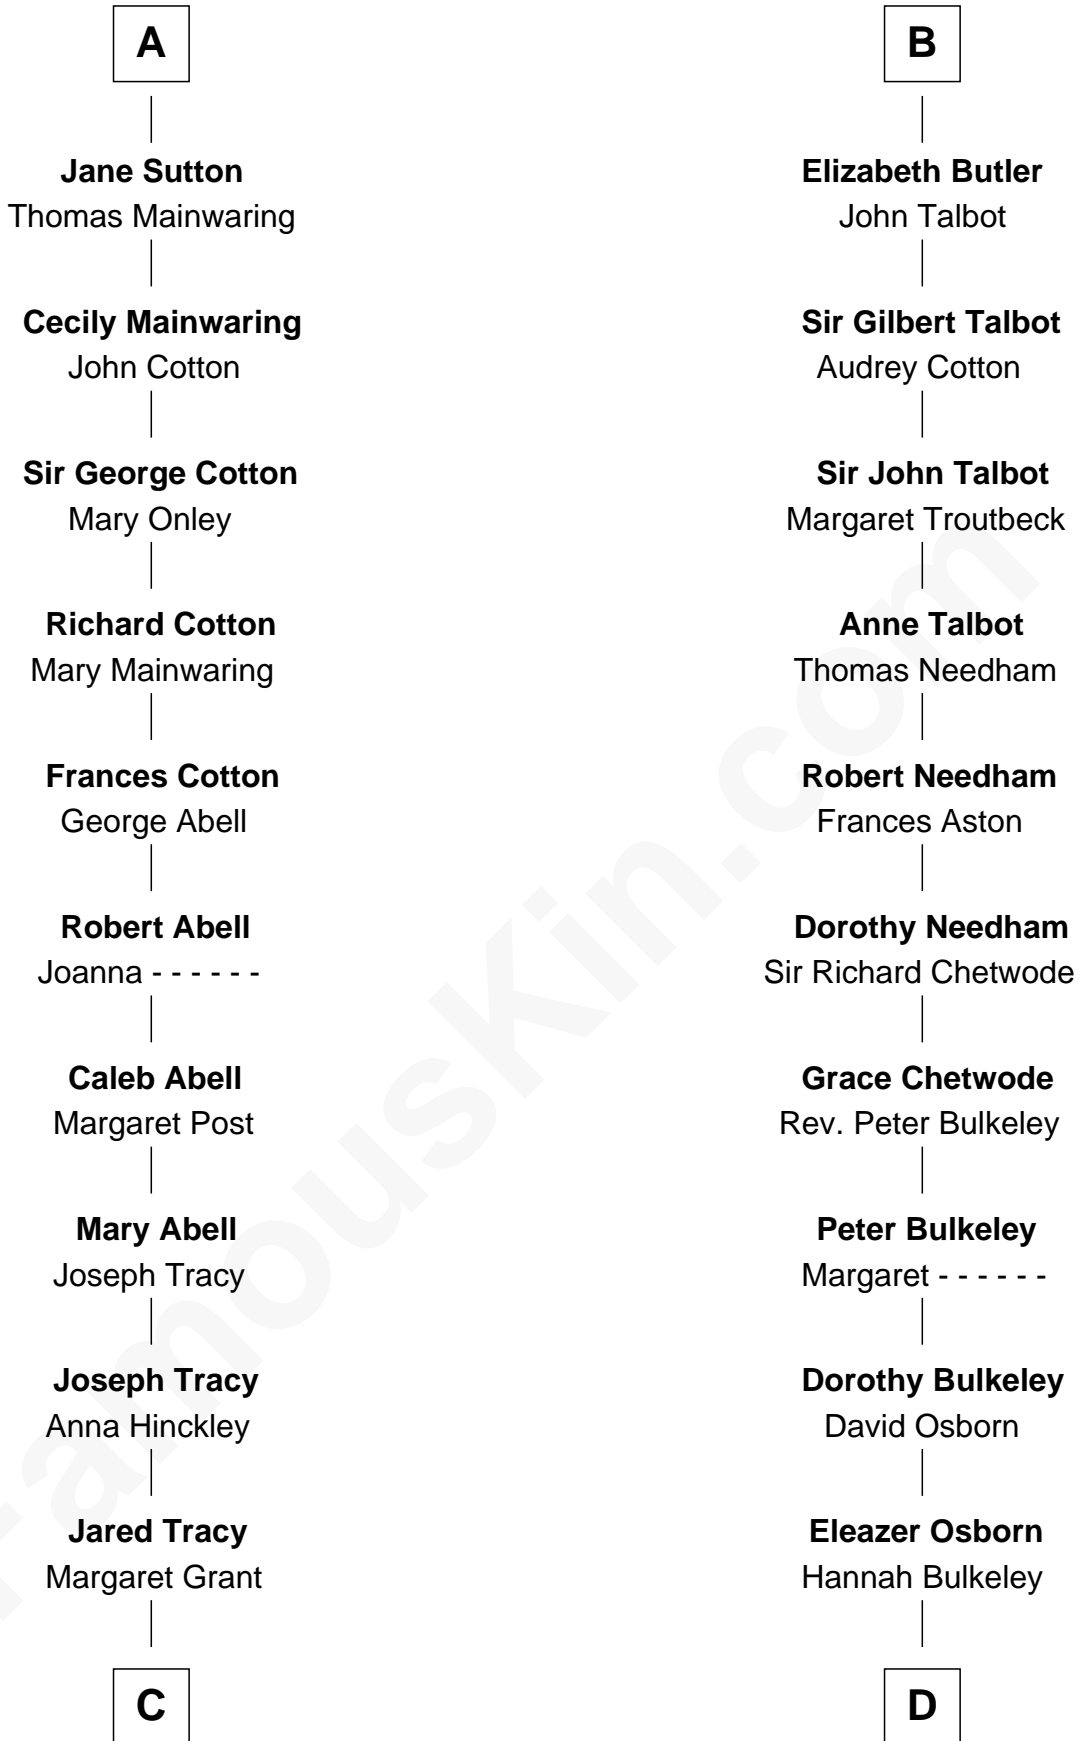 A
Jane Sutton
Thomas Mainwaring
Cecily Mainwaring
John Cotton
Sir George Cotton
Mary Onley
Richard Cotton
Mary Mainwaring
Frances Cotton
George Abell
Robert Abell
Joanna - - - - - -
Caleb Abell
Margaret Post
Mary Abell
Joseph Tracy
Joseph Tracy
Anna Hinckley
Jared Tracy
Margaret Grant
C
B
Elizabeth Butler
John Talbot
Sir Gilbert Talbot
Audrey Cotton
Sir John Talbot
Margaret Troutbeck
Anne Talbot
Thomas Needham
Robert Needham
Frances Aston
Dorothy Needham
Sir Richard Chetwode
Grace Chetwode
Rev. Peter Bulkeley
Peter Bulkeley
Margaret - - - - - -
Dorothy Bulkeley
David Osborn
Eleazer Osborn
Hannah Bulkeley
D
FamousKin.com